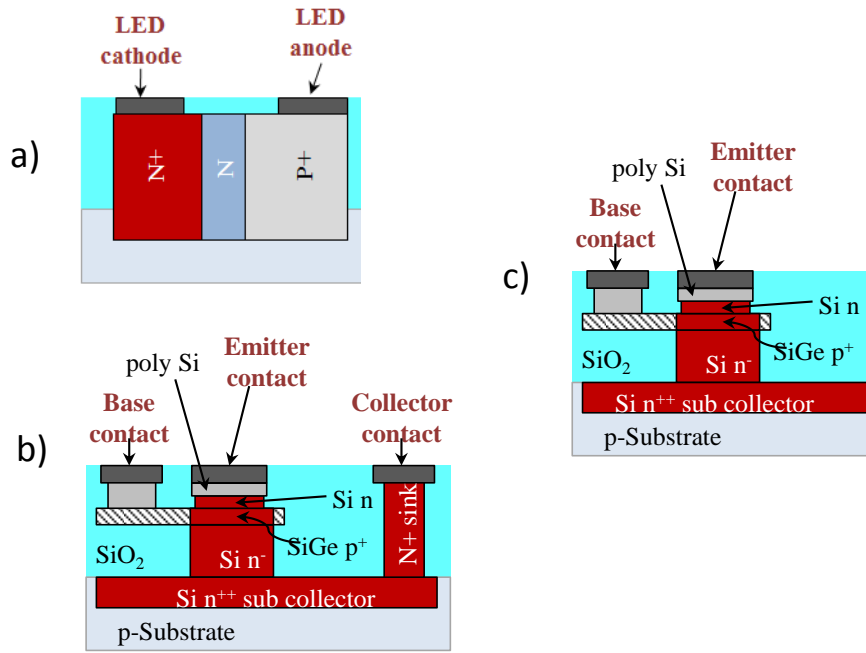 a)
LED
cathode
LED
anode
N+
N
P+
b)
Base
contact
poly Si
Emitter
contact
Collector
contact
Si n
SiGe p⁺
SiO₂
Si n⁻
N+ sink
Si n⁺⁺ sub collector
p-Substrate
c)
Base
contact
poly Si
Emitter
contact
Si n
SiGe p⁺
SiO₂
Si n⁻
Si n⁺⁺ sub collector
p-Substrate